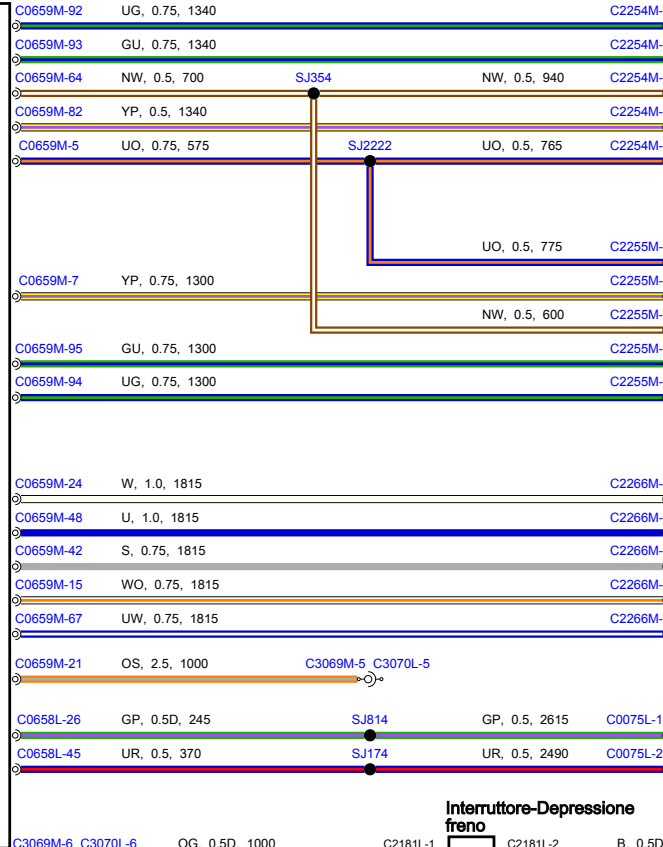 C0659M-92 UG, 0.75, 1340 C2254M-
C0659M-93 GU, 0.75, 1340 C2254M-
C0659M-64 NW, 0.5, 700 SJ354 NW, 0.5, 940 C2254M-
C0659M-82 YP, 0.5, 1340 C2254M-
C0659M-5 UO, 0.75, 575 SJ2222 UO, 0.5, 765 C2254M-
UO, 0.5, 775 C2255M-
C0659M-7 YP, 0.75, 1300 C2255M-
NW, 0.5, 600 C2255M-
C0659M-95 GU, 0.75, 1300 C2255M-
C0659M-94 UG, 0.75, 1300 C2255M-
C0659M-24 W, 1.0, 1815 C2266M-
C0659M-48 U, 1.0, 1815 C2266M-
C0659M-42 S, 0.75, 1815 C2266M-
C0659M-15 WO, 0.75, 1815 C2266M-
C0659M-67 UW, 0.75, 1815 C2266M-
C0659M-21 OS, 2.5, 1000 C3069M-5 C3070L-5
C0658L-26 GP, 0.5D, 245 SJ814 GP, 0.5, 2615 C0075L-1
C0658L-45 UR, 0.5, 370 SJ174 UR, 0.5, 2490 C0075L-2
Interruttore-Depressione
freno
C3069M-6 C3070L-6 OG, 0.5D, 1000 C2181L-1 C2181L-2 B, 0.5D